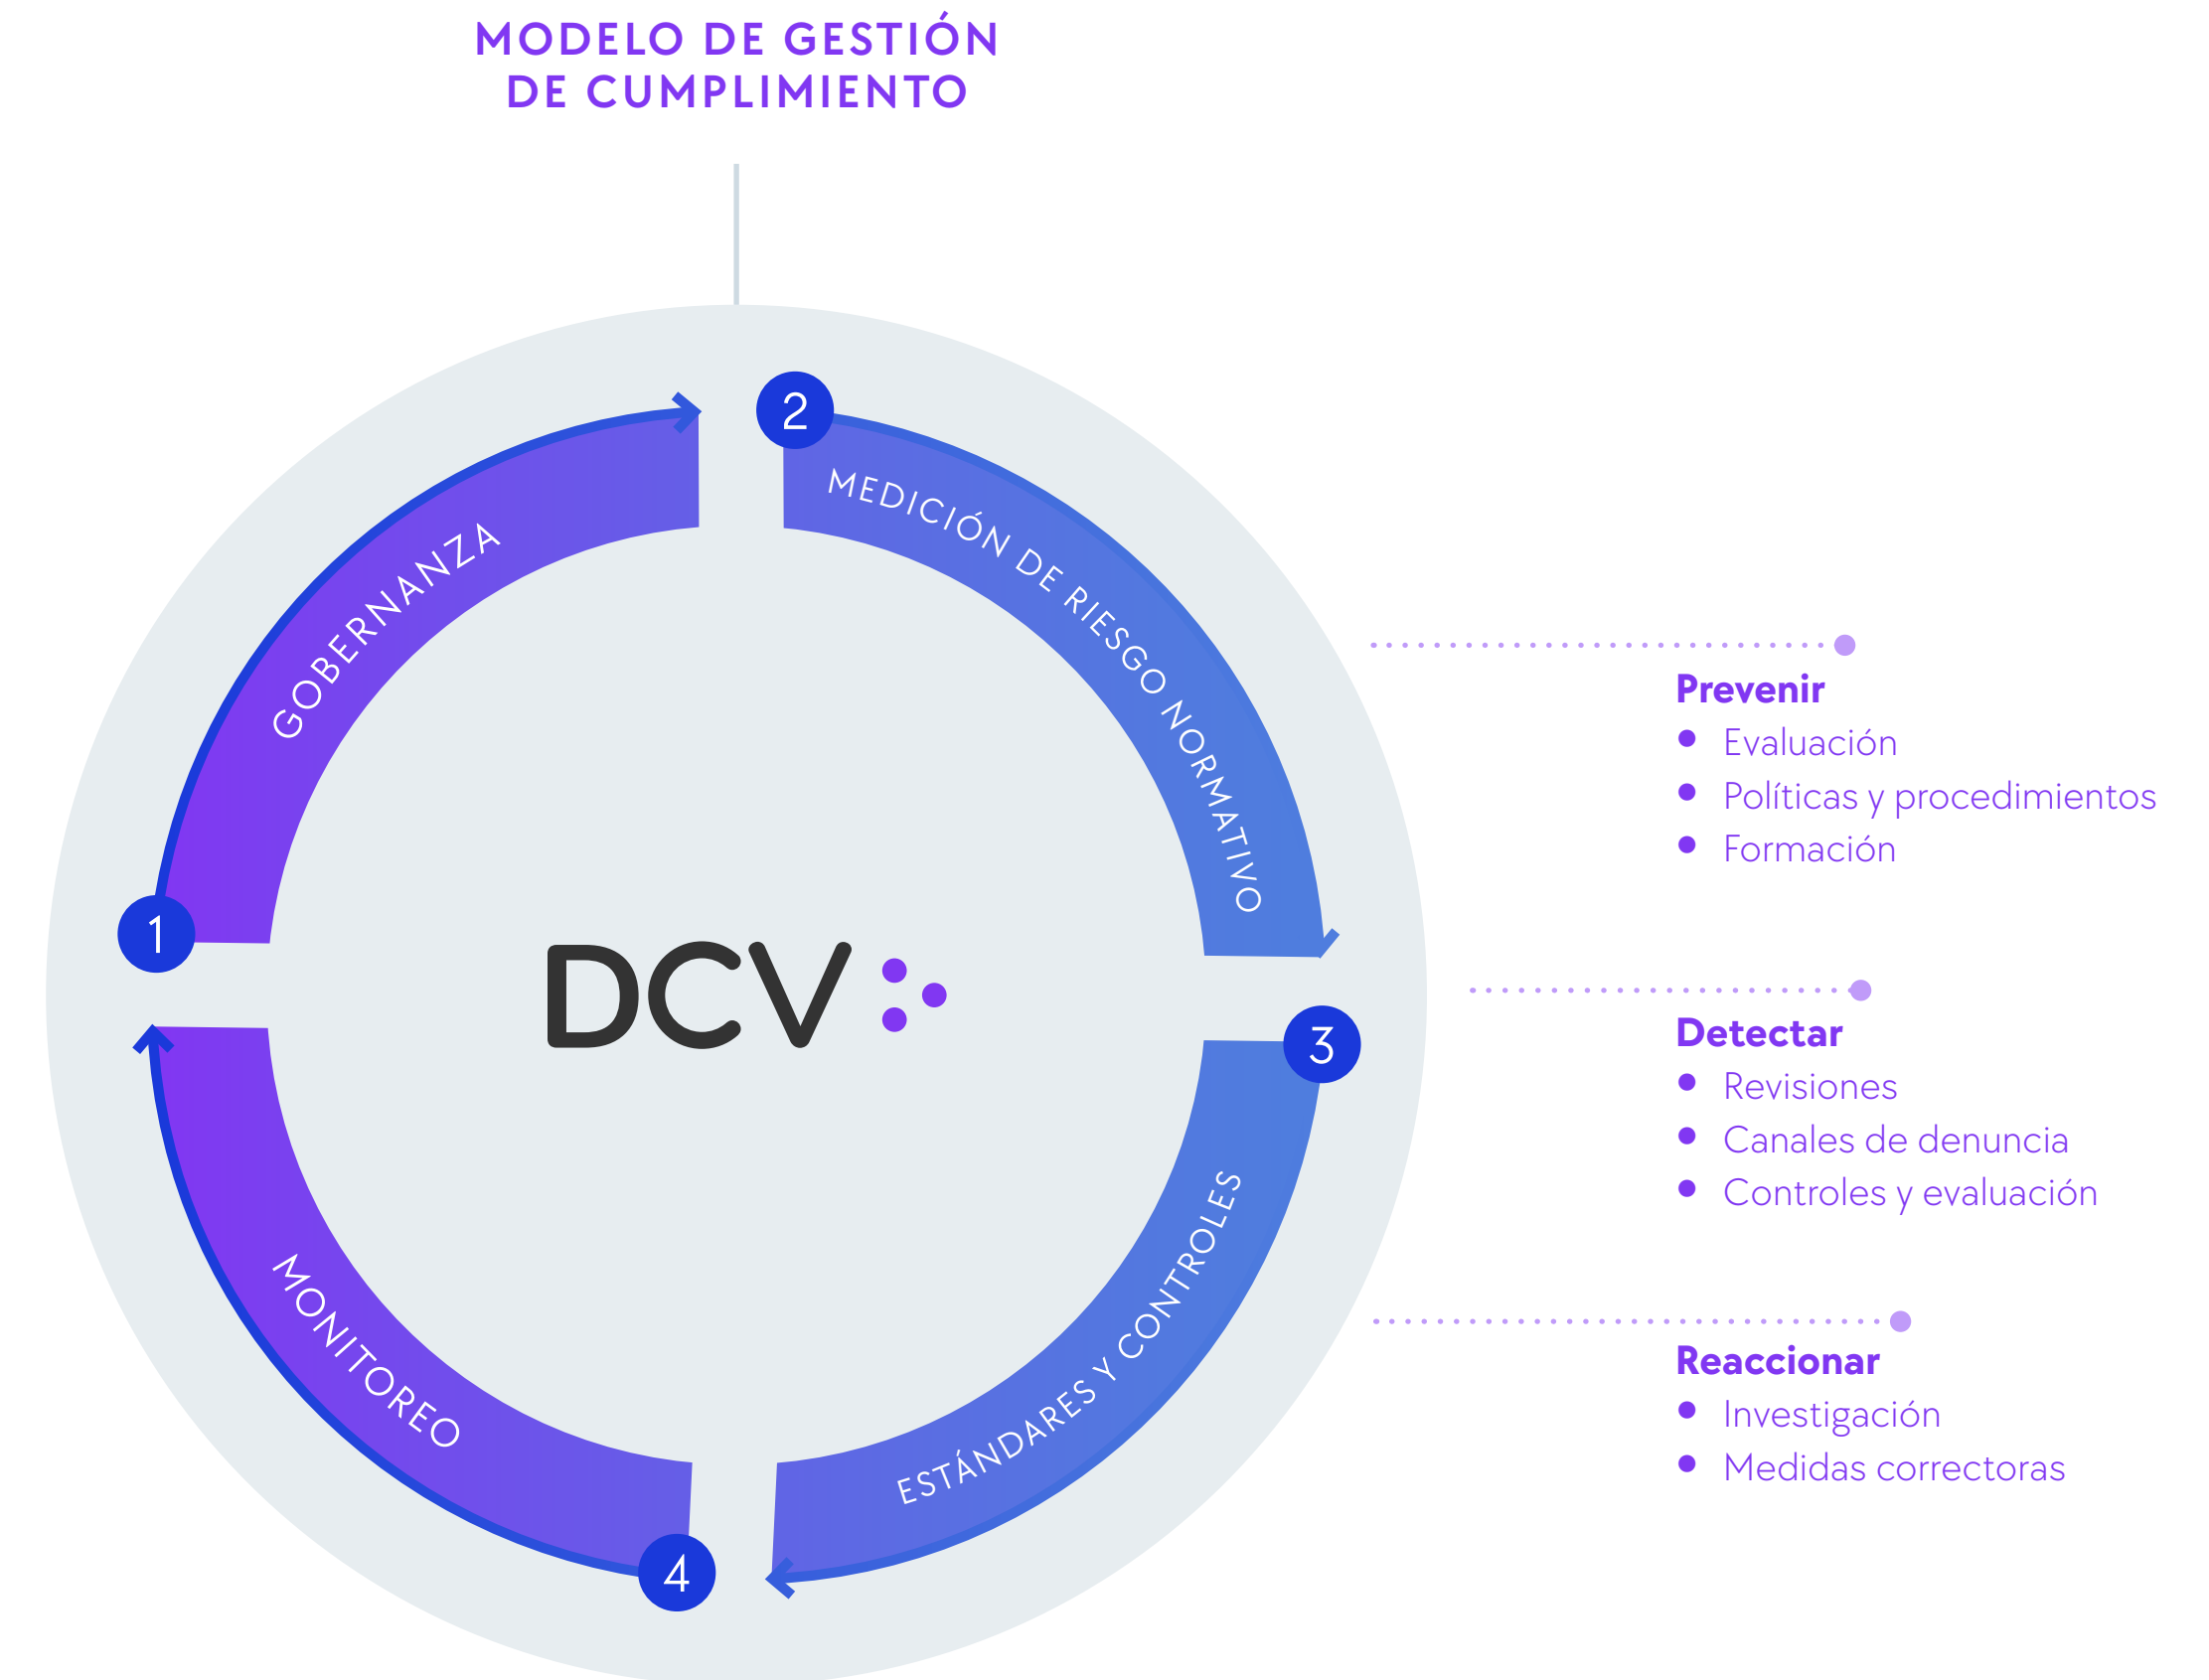 MODELO DE GESTIÓN
DE CUMPLIMIENTO
1
GOBERNANZA
2
MEDICIÓN DE RIESGO NORMATIVO
3
ESTÁNDARES Y CONTROLES
4
MONITOREO
DCV
Prevenir
Evaluación
Políticas y procedimientos
Formación
Detectar
Revisiones
Canales de denuncia
Controles y evaluación
Reaccionar
Investigación
Medidas correctoras